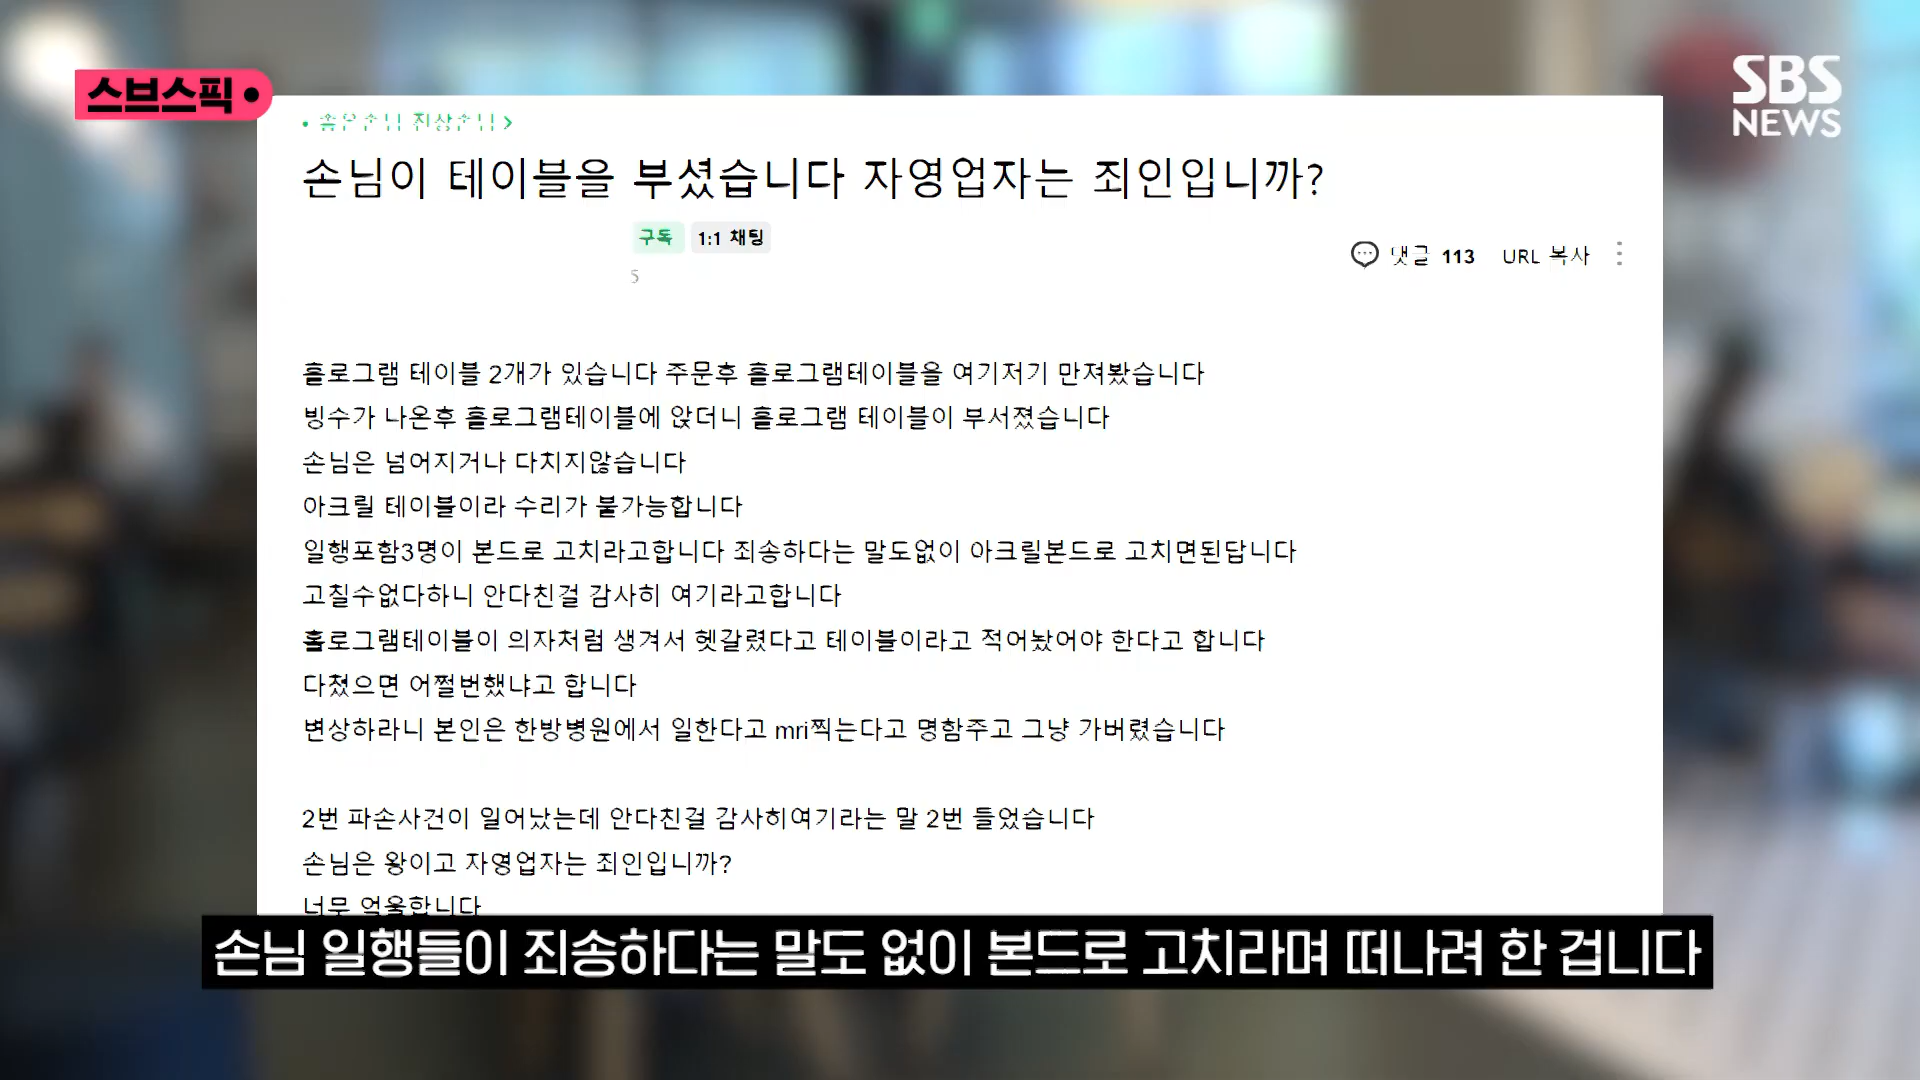 스브스픽
SBS
NEWS
손님이 테이블을 부셨습니다 자영업자는 죄인입니까?
구독 1:1 채팅
댓글 113 URL 복사
5
홀로그램 테이블 2개가 있습니다 주문후 홀로그램테이블을 여기저기 만져봤습니다
빙수가 나온후 홀로그램테이블에 앉더니 홀로그램 테이블이 부서졌습니다
손님은 넘어지거나 다치지않습니다
아크릴 테이블이라 수리가 불가능합니다
일행포함3명이 본드로 고치라고합니다 죄송하다는 말도없이 아크릴본드로 고치면된답니다
고칠수없다하니 안다친걸 감사히 여기라고합니다
홀로그램테이블이 의자처럼 생겨서 헷갈렸다고 테이블이라고 적어놨어야 한다고 합니다
다쳤으면 어쩔번했냐고 합니다
변상하라니 본인은 한방병원에서 일한다고 mri찍는다고 명함주고 그냥 가버렸습니다
2번 파손사건이 일어났는데 안다친걸 감사히여기라는 말 2번 들었습니다
손님은 왕이고 자영업자는 죄인입니까?
너무 억울합니다
손님 일행들이 죄송하다는 말도 없이 본드로 고치라며 떠나려 한 겁니다